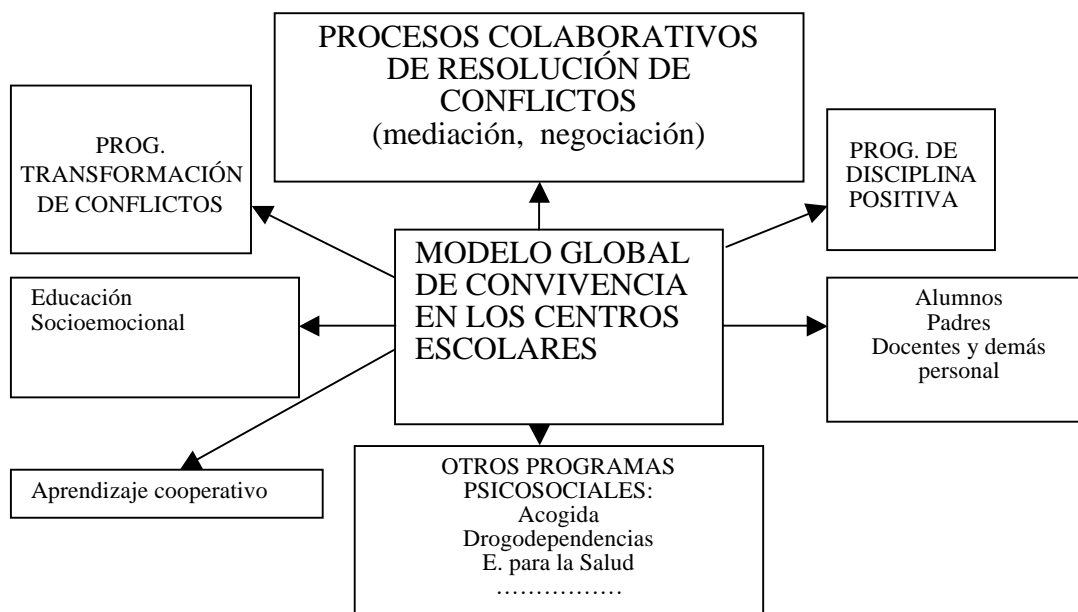 PROCESOS COLABORATIVOS
DE RESOLUCIÓN DE
CONFLICTOS
(mediación, negociación)
PROG.
TRANSFORMACIÓN
DE CONFLICTOS
PROG. DE
DISCIPLINA
POSITIVA
MODELO GLOBAL
DE CONVIVENCIA
EN LOS CENTROS
ESCOLARES
Educación
Socioemocional
Alumnos
Padres
Docentes y demás
personal
Aprendizaje cooperativo
OTROS PROGRAMAS
PSICOSOCIALES:
Acogida
Drogodependencias
E. para la Salud
…………….